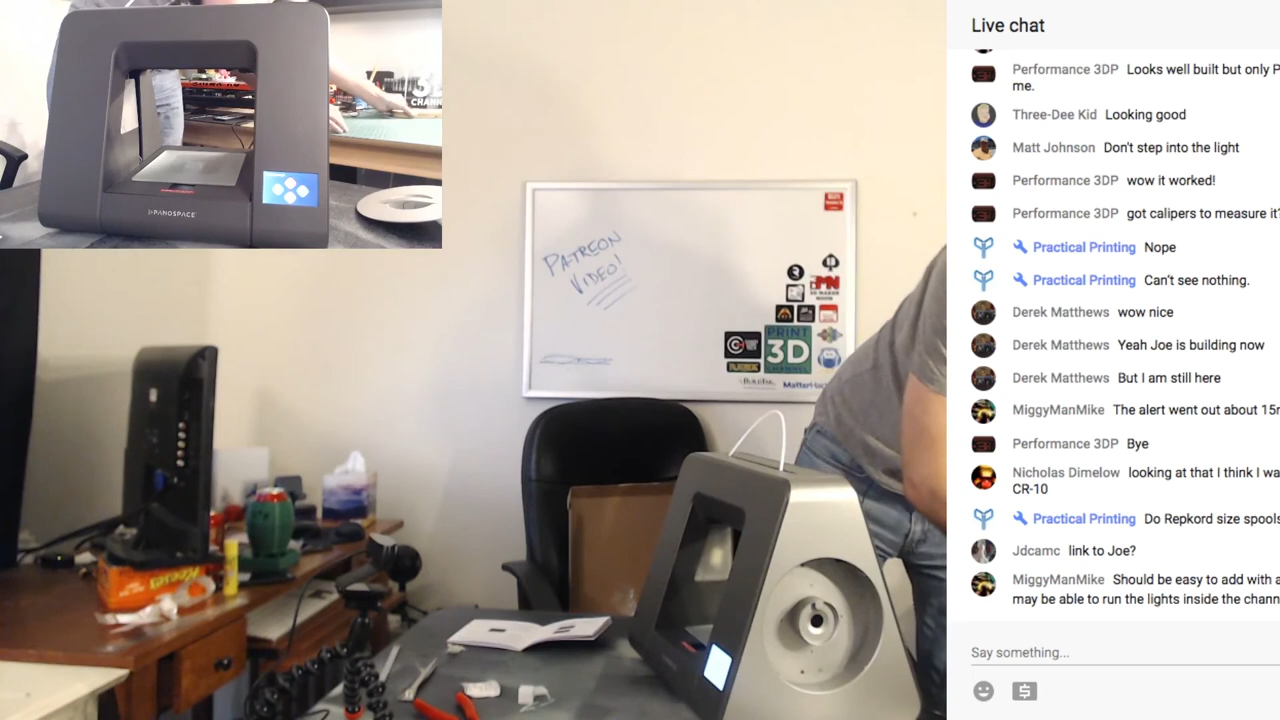 CHANN
PANOSPACE
PATREON
VIDEO!
PRINT
3D
CHANNEL
Live chat
Performance 3DP Looks well built but only P
me.
Three-Dee Kid Looking good
Matt Johnson Don't step into the light
Performance 3DP wow it worked!
Performance 3DP got calipers to measure it?
Practical Printing Nope
Practical Printing Can't see nothing.
Derek Matthews wow nice
Derek Matthews Yeah Joe is building now
Derek Matthews But I am still here
MiggyManMike The alert went out about 15m
Performance 3DP Bye
Nicholas Dimelow looking at that I think I wa
CR-10
Practical Printing Do Repkord size spools
Jdcamc link to Joe?
MiggyManMike Should be easy to add with a
may be able to run the lights inside the chann
Say something...